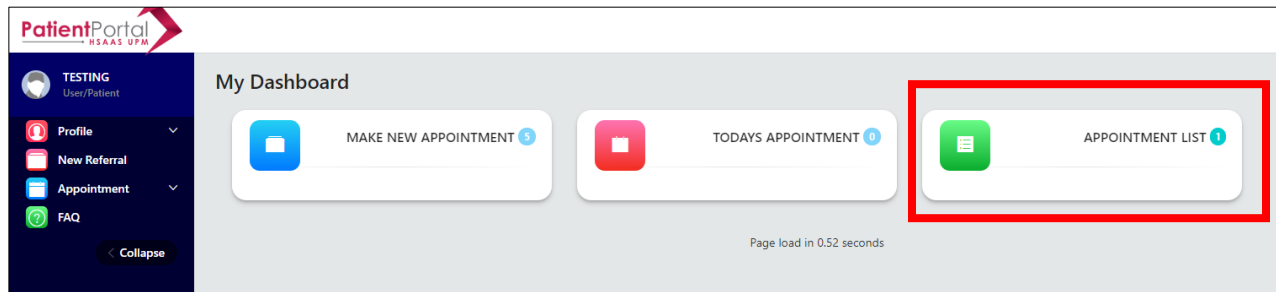 PatientPortal
HSAAS UPM
TESTING
User/Patient
Profile
New Referral
Appointment
FAQ
Collapse
My Dashboard
MAKE NEW APPOINTMENT 5
TODAYS APPOINTMENT 0
APPOINTMENT LIST 1
Page load in 0.52 seconds